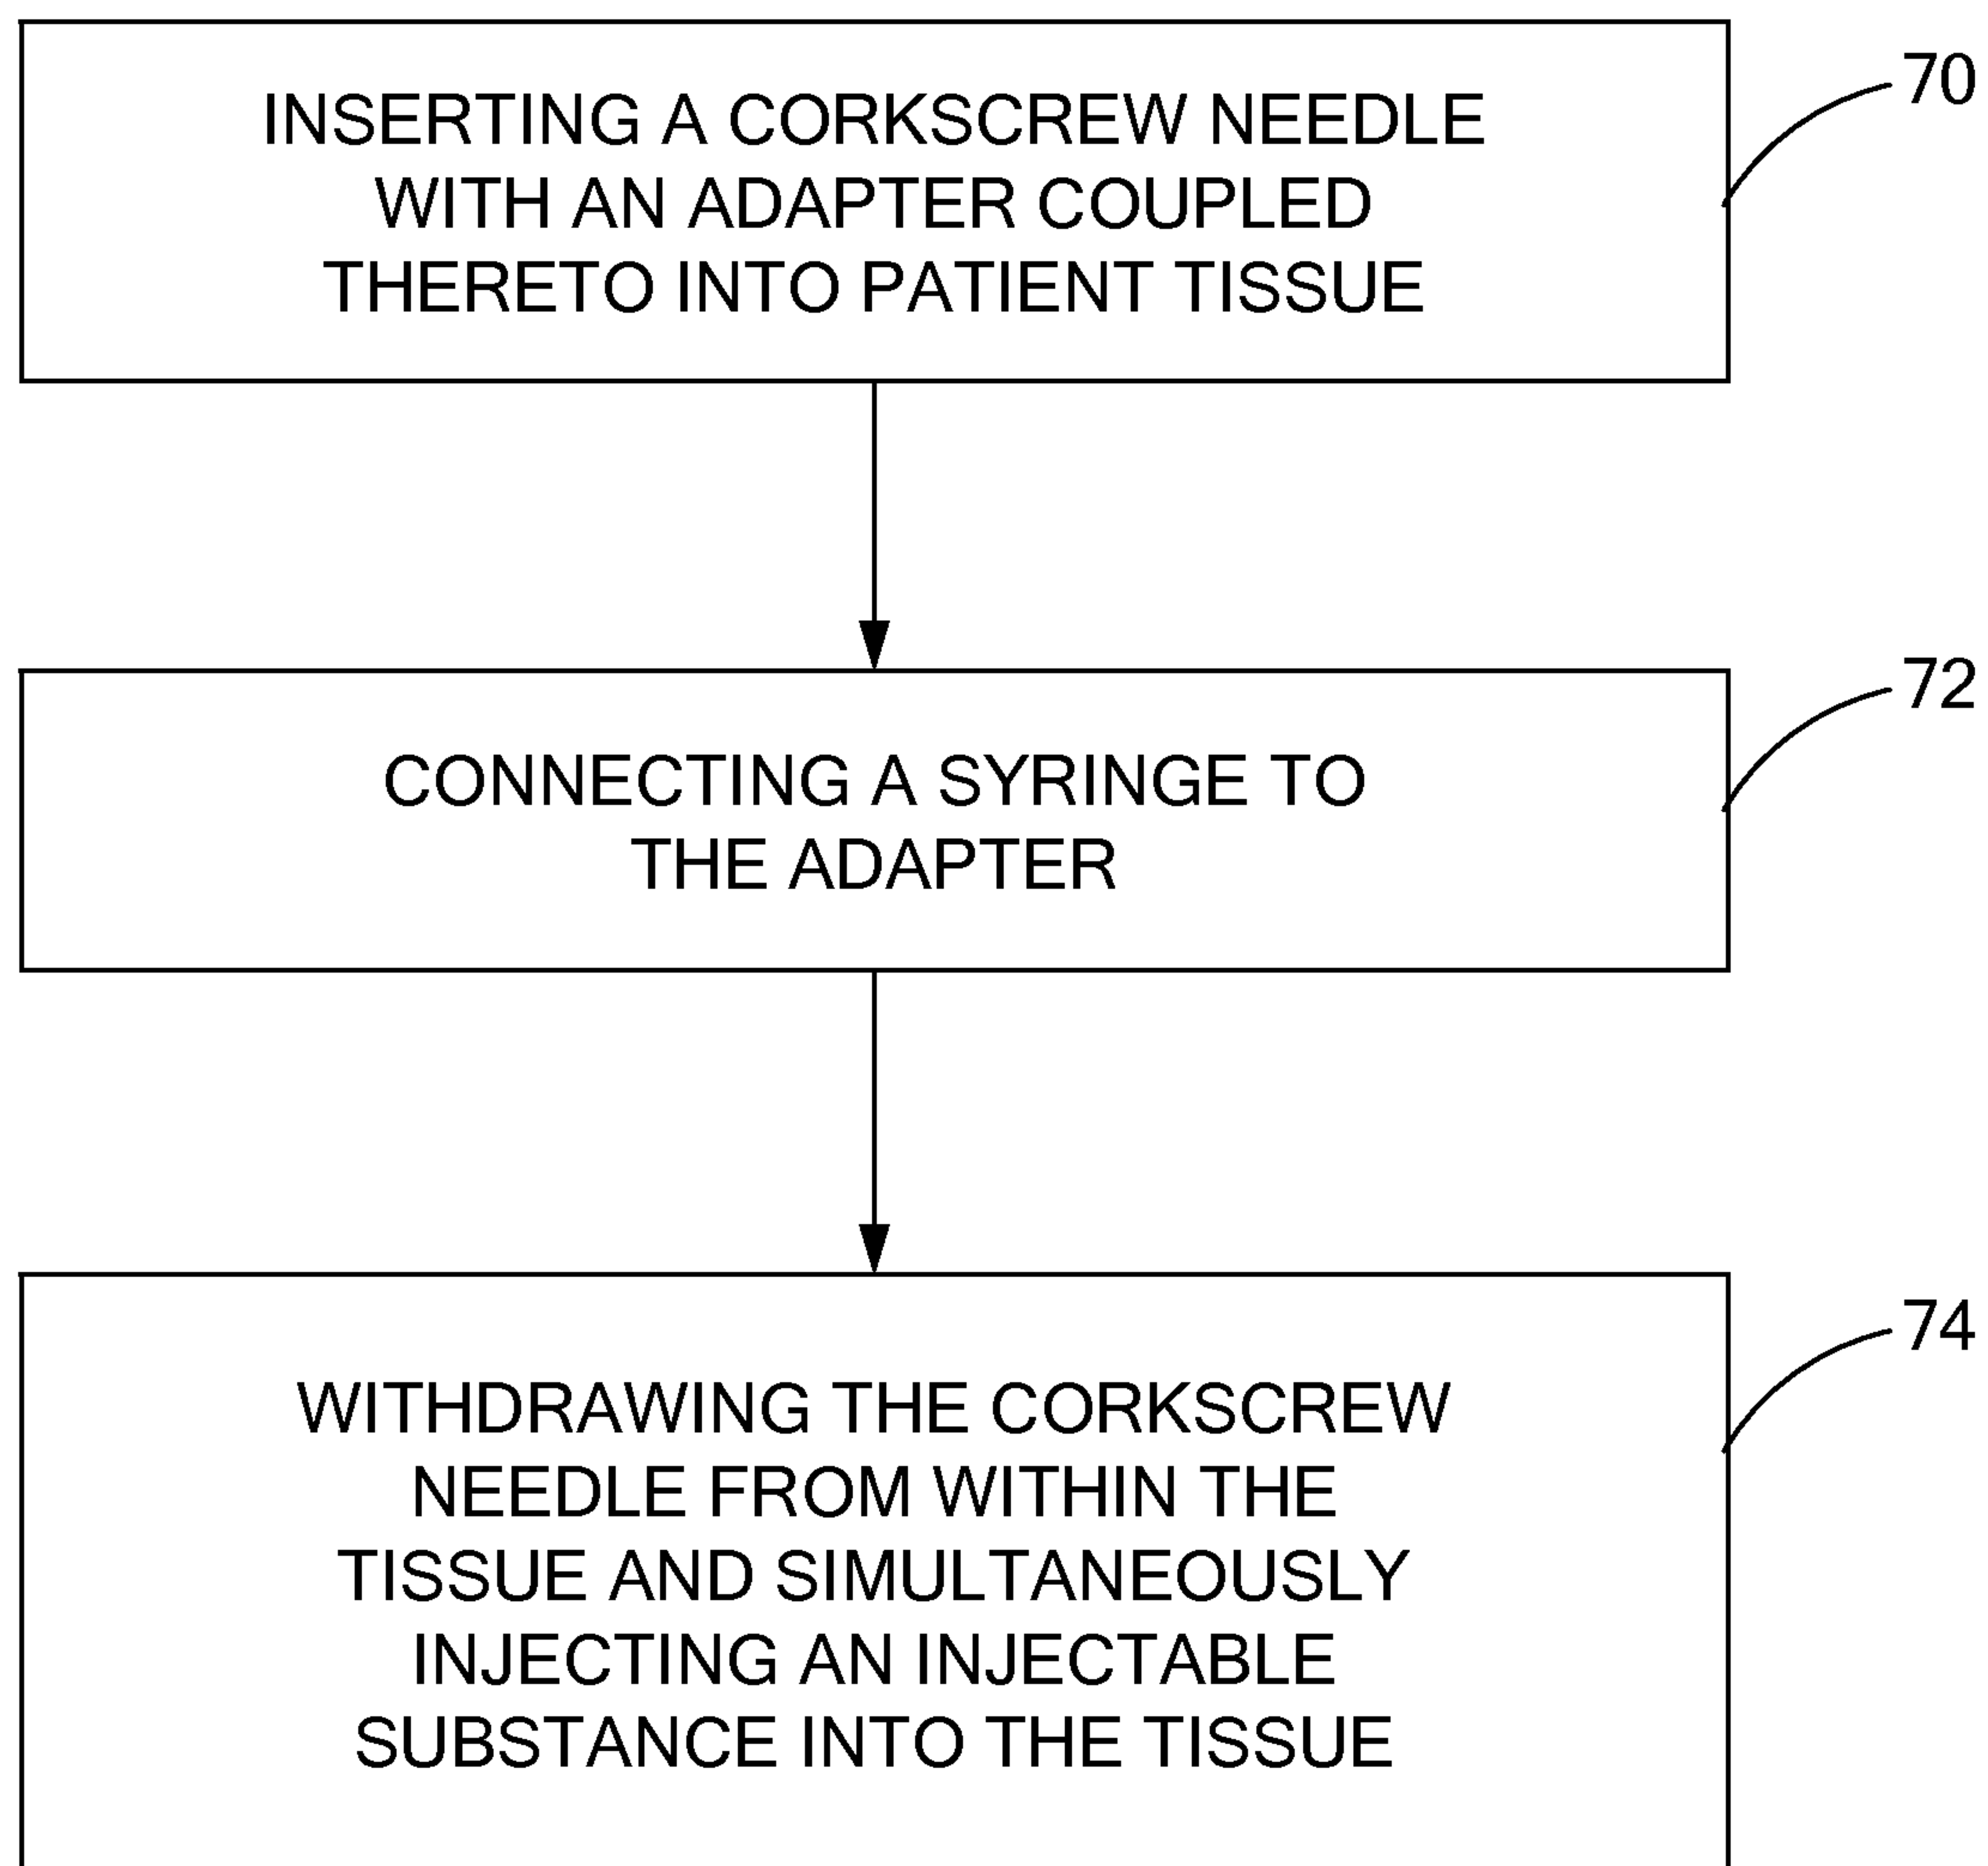 INSERTING A CORKSCREW NEEDLE
WITH AN ADAPTER COUPLED
THERETO INTO PATIENT TISSUE
70
CONNECTING A SYRINGE TO
THE ADAPTER
72
WITHDRAWING THE CORKSCREW
NEEDLE FROM WITHIN THE
TISSUE AND SIMULTANEOUSLY
INJECTING AN INJECTABLE
SUBSTANCE INTO THE TISSUE
74